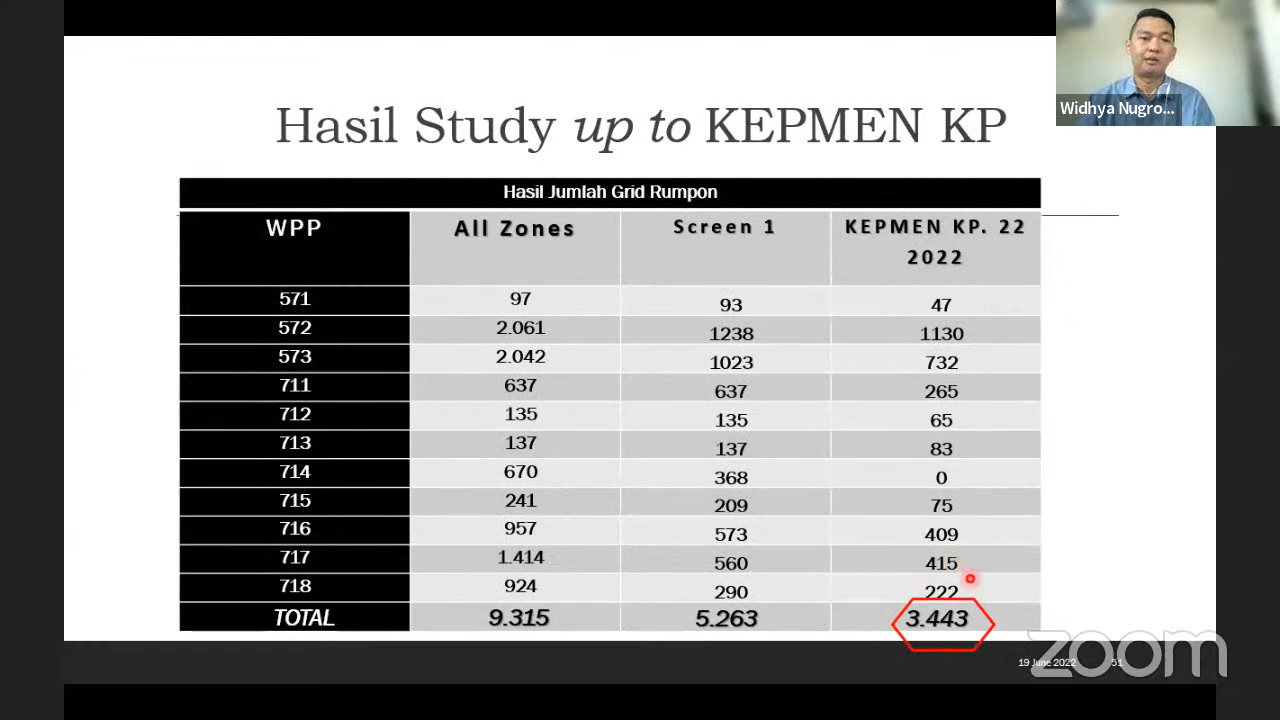 Widhya Nugro...
Hasil Study up to KEPMEN KP
Hasil Jumlah Grid Rumpon
WPP All Zones Screen 1 KEPMEN KP. 22 2022
571 97 93 47
572 2.061 1238 1130
573 2.042 1023 732
711 637 637 265
712 135 135 65
713 137 137 83
714 670 368 0
715 241 209 75
716 957 573 409
717 1.414 560 415
718 924 290 222
TOTAL 9.315 5.263 3.443
19 June 2022 51
zoom